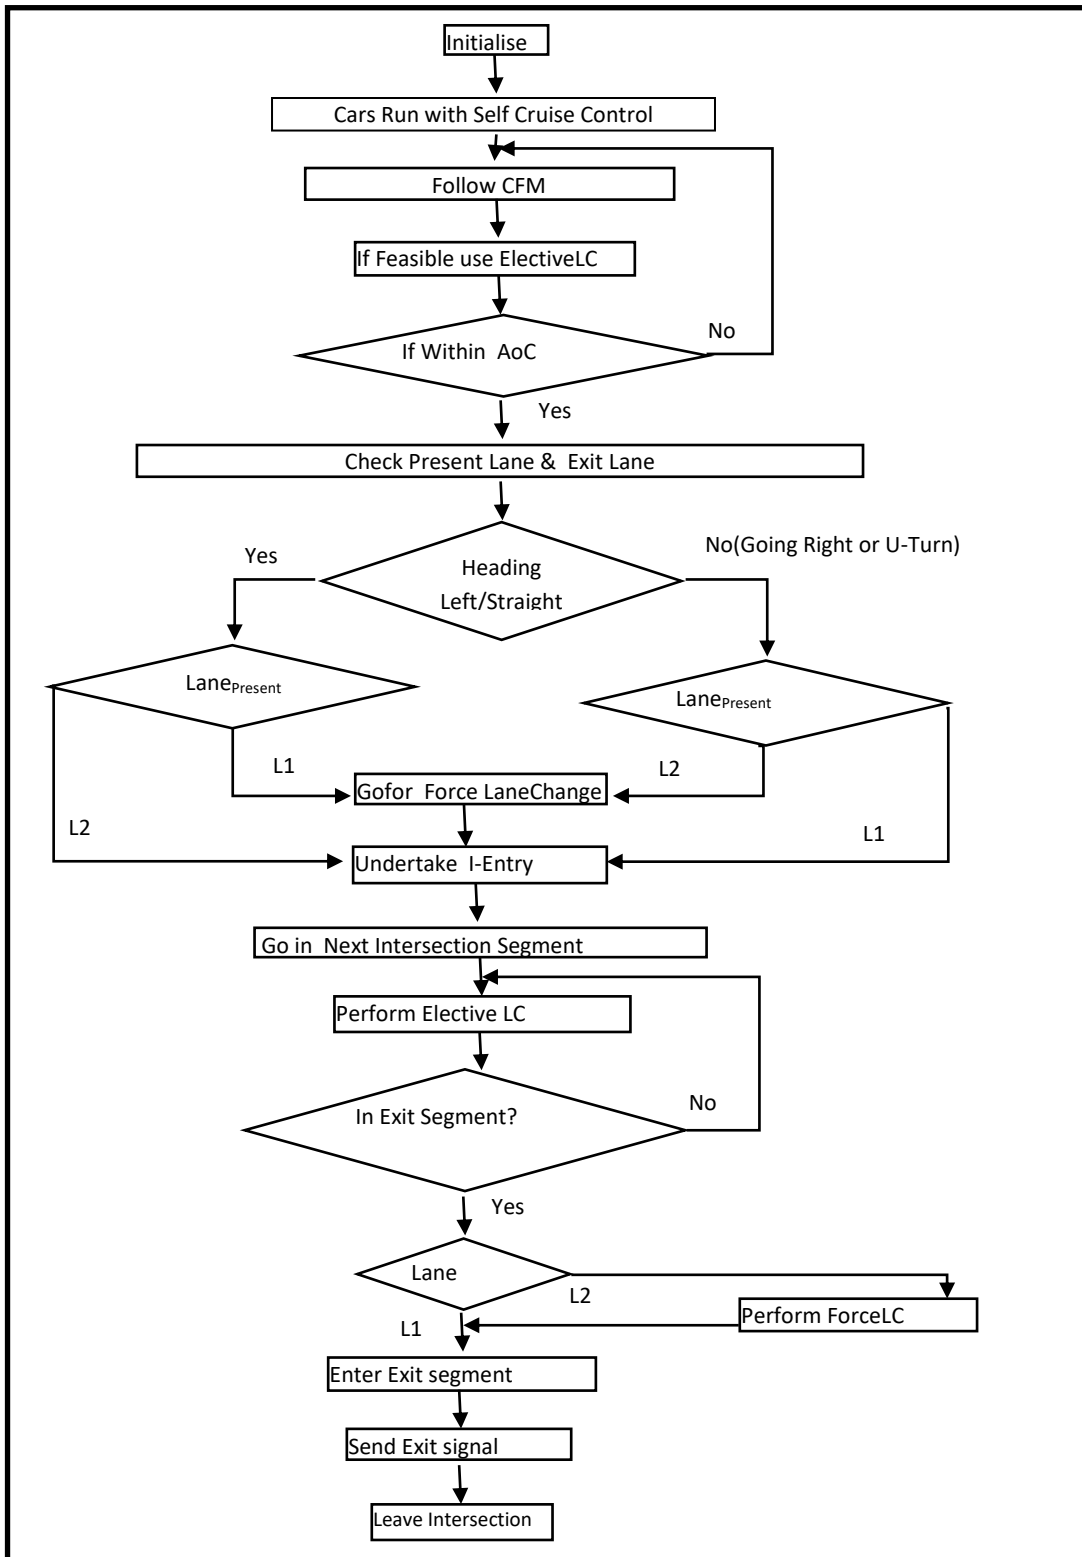 Initialise
Cars Run with Self Cruise Control
Follow CFM
If Feasible use ElectiveLC
If Within AoC
No
Yes
Check Present Lane & Exit Lane
Yes
Heading
Left/Straight
No(Going Right or U-Turn)
LanePresent
LanePresent
L1
L2
Gofor Force LaneChange
L2
L1
Undertake I-Entry
Go in Next Intersection Segment
Perform Elective LC
In Exit Segment?
No
Yes
Lane
L2
Perform ForceLC
L1
Enter Exit segment
Send Exit signal
Leave Intersection